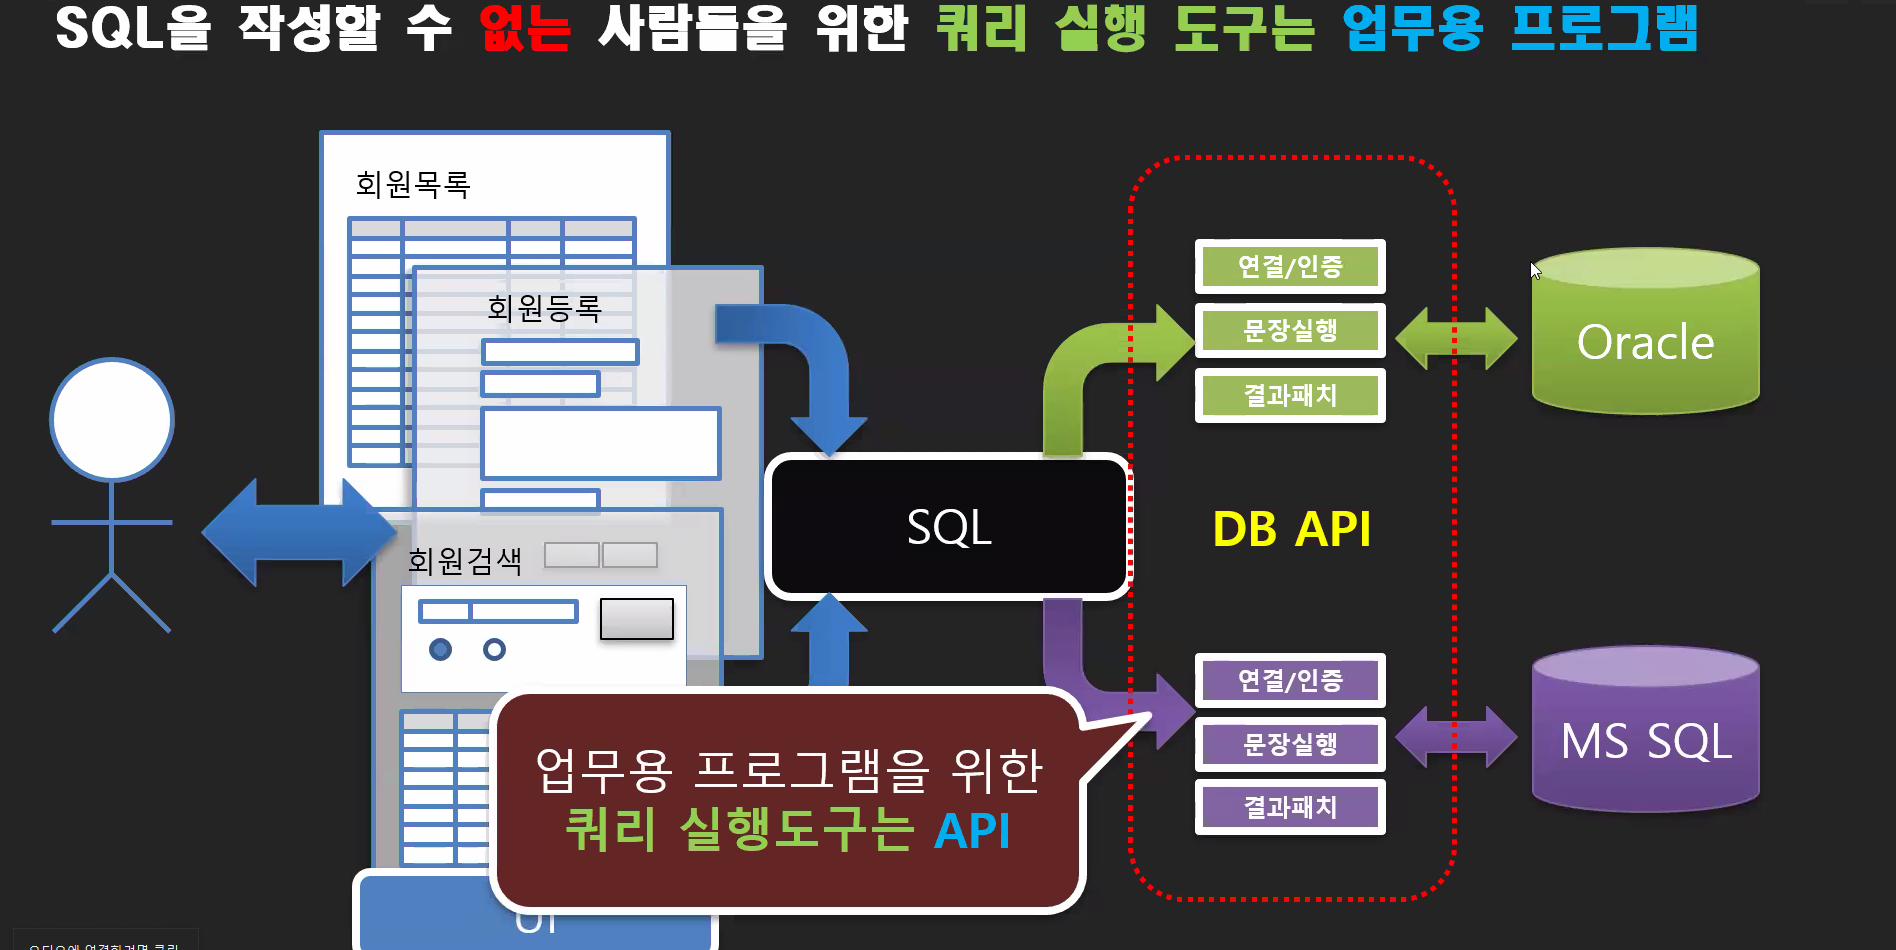 SQL을 작성할 수 없는 사람들을 위한 쿼리 실행 도구는 업무용 프로그램
회원목록
회원등록
회원검색
SQL
연결/인증
문장실행
결과패치
Oracle
DB API
연결/인증
문장실행
결과패치
MS SQL
업무용 프로그램을 위한
쿼리 실행도구는 API
UI